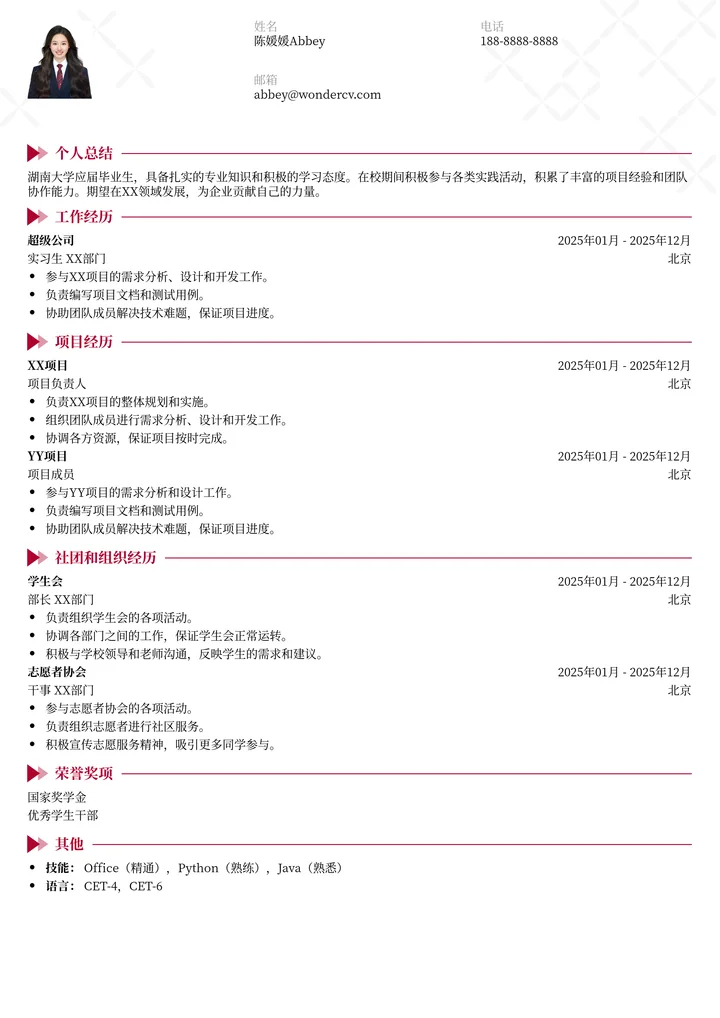 姓名
陈媛媛Abbey
电话
188-8888-8888
邮箱
abbey@wondercv.com
个人总结
湖南大学应届毕业生，具备扎实的专业知识和积极的学习态度。在校期间积极参与各类实践活动，积累了丰富的项目经验和团队
协作能力。期望在XX领域发展，为企业贡献自己的力量。
工作经历
超级公司 2025年01月 - 2025年12月
实习生 XX部门 北京
• 参与XX项目的需求分析、设计和开发工作。
• 负责编写项目文档和测试用例。
• 协助团队成员解决技术难题，保证项目进度。
项目经历
XX项目 2025年01月 - 2025年12月
项目负责人 北京
• 负责XX项目的整体规划和实施。
• 组织团队成员进行需求分析、设计和开发工作。
• 协调各方资源，保证项目按时完成。
YY项目 2025年01月 - 2025年12月
项目成员 北京
• 参与YY项目的需求分析和设计工作。
• 负责编写项目文档和测试用例。
• 协助团队成员解决技术难题，保证项目进度。
社团和组织经历
学生会 2025年01月 - 2025年12月
部长 XX部门 北京
• 负责组织学生会的各项活动。
• 协调各部门之间的工作，保证学生会正常运转。
• 积极与学校领导和老师沟通，反映学生的需求和建议。
志愿者协会 2025年01月 - 2025年12月
干事 XX部门 北京
• 参与志愿者协会的各项活动。
• 负责组织志愿者进行社区服务。
• 积极宣传志愿服务精神，吸引更多同学参与。
荣誉奖项
国家奖学金
优秀学生干部
其他
• 技能： Office（精通）, Python（熟练）, Java（熟悉）
• 语言： CET-4，CET-6